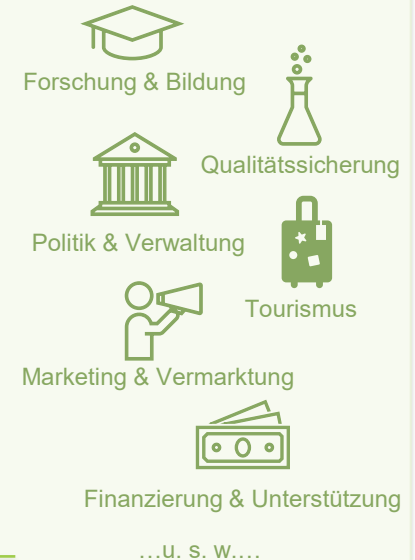 Forschung & Bildung
Qualitätssicherung
Politik & Verwaltung
Tourismus
Marketing & Vermarktung
Finanzierung & Unterstützung
…u. s. w.…